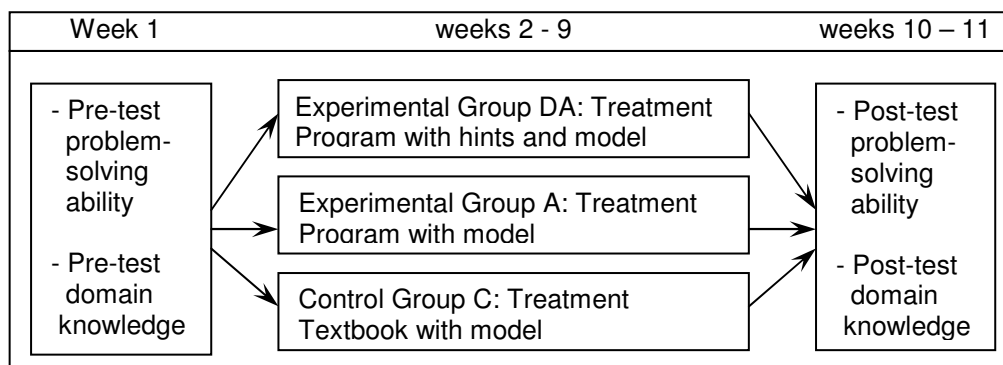 Week 1
weeks 2 - 9
weeks 10 – 11
- Pre-test
problem-
solving
ability
- Pre-test
domain
knowledge
Experimental Group DA: Treatment
Program with hints and model
Experimental Group A: Treatment
Program with model
Control Group C: Treatment
Textbook with model
- Post-test
problem-
solving
ability
- Post-test
domain
knowledge